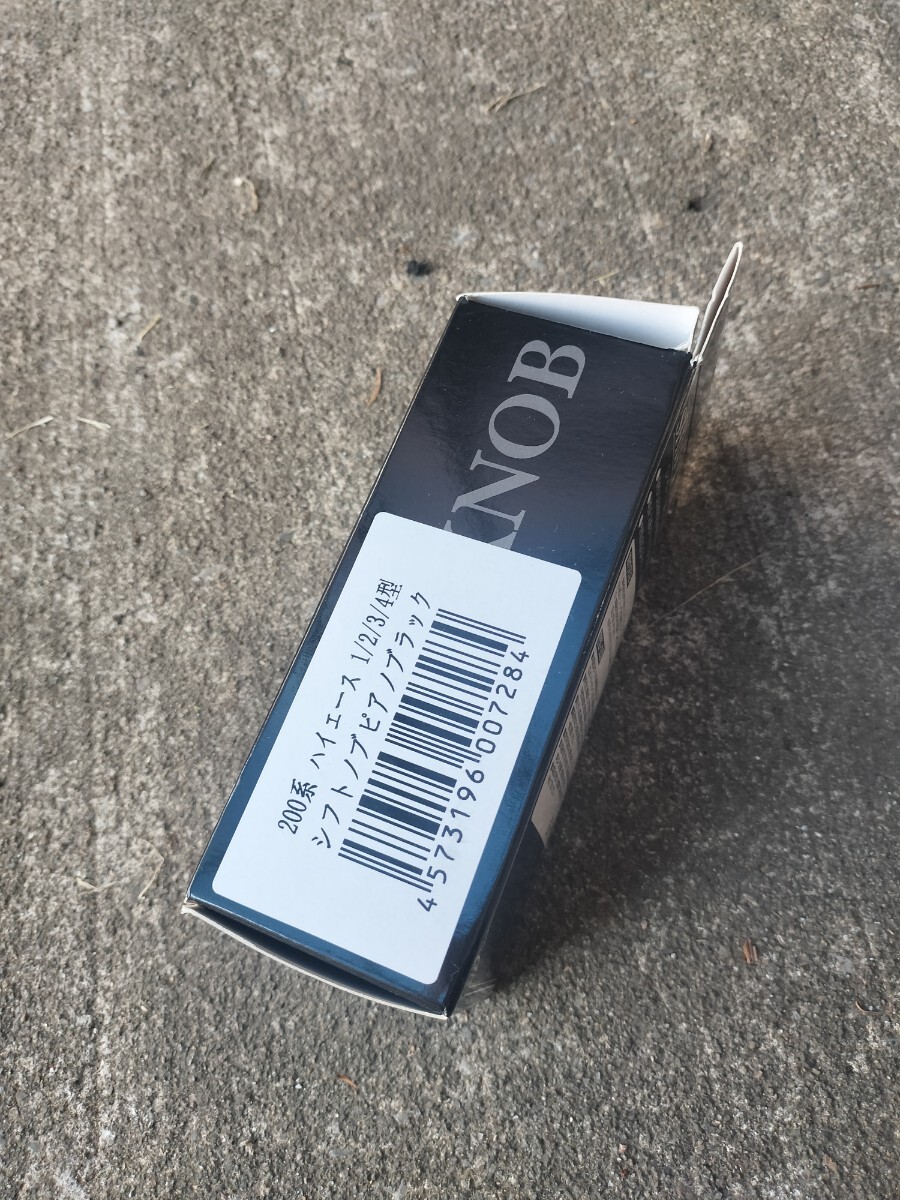 KNOB
200系 ハイエース 1/2/3/4型
シフトノブ ピアノブラック
4573196007284